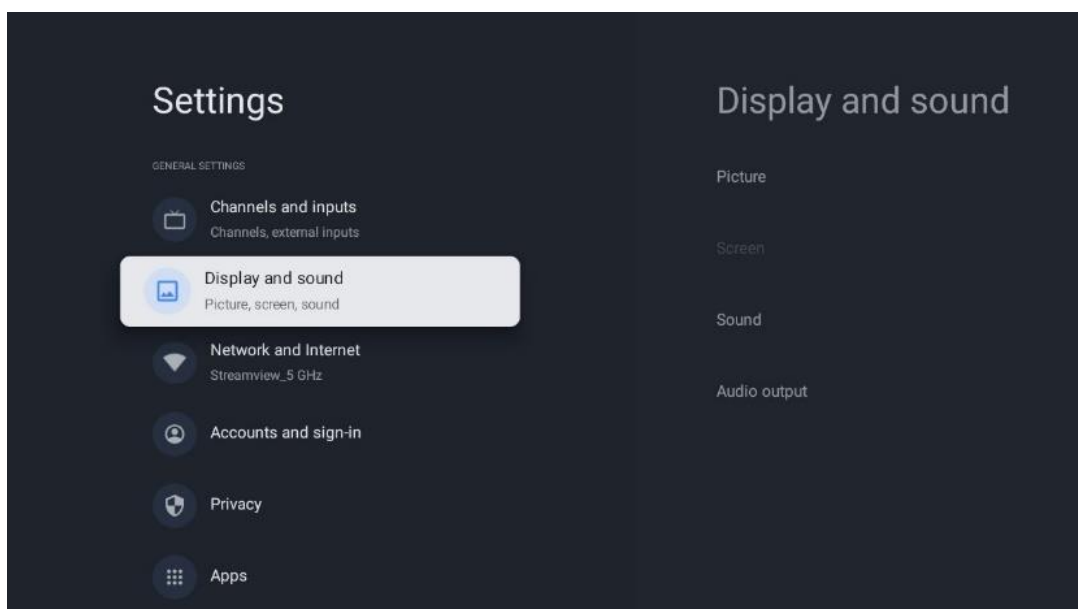 Settings
GENERAL SETTINGS
Channels and inputs
Channels, external inputs
Display and sound
Picture, screen, sound
Network and Internet
Streamview_5 GHz
Accounts and sign-in
Privacy
Apps
Display and sound
Picture
Screen
Sound
Audio output